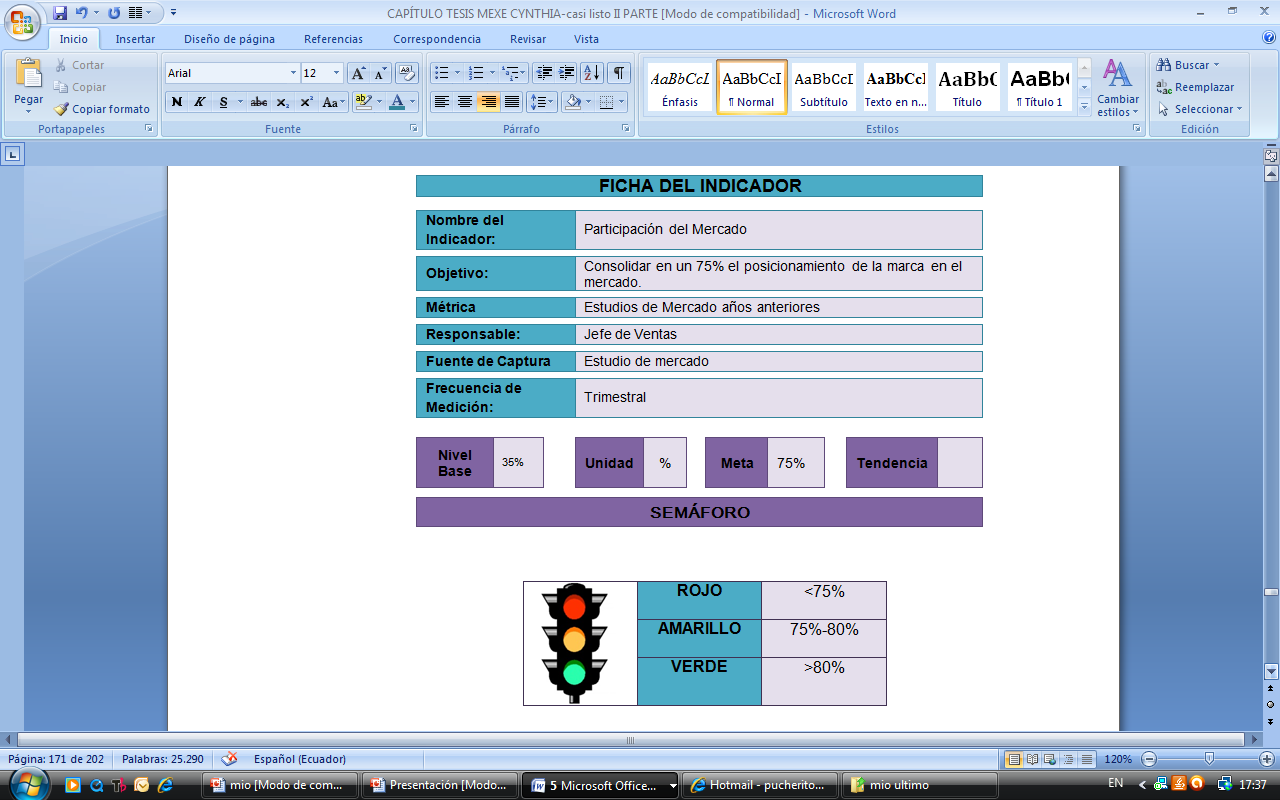 CAPÍTULO TESIS MEXE CYNTHIA-casi listo II PARTE [Modo de compatibilidad] - Microsoft Word
Inicio Insertar Diseño de página Referencias Correspondencia Revisar Vista
Pegar
Cortar
Copiar
Copiar formato
Portapapeles
Arial 12
N K S abc x₂ x² Aa
Fuente
Párrafo
AaBbCcI AaBbCcI AaBbCcI AaBbCcI AaBbC AaBb(
Énfasis ¶ Normal Subtítulo Texto en n... Título ¶ Título 1
Cambiar estilos
Estilos
Buscar
Reemplazar
Seleccionar
Edición
FICHA DEL INDICADOR
Nombre del
Indicador:
Participación del Mercado
Objetivo:
Consolidar en un 75% el posicionamiento de la marca en el
mercado.
Métrica Estudios de Mercado años anteriores
Responsable: Jefe de Ventas
Fuente de Captura Estudio de mercado
Frecuencia de
Medición:
Trimestral
Nivel
Base
35%
Unidad % Meta 75% Tendencia
SEMÁFORO
ROJO <75%
AMARILLO 75%-80%
VERDE >80%
Página: 171 de 202 Palabras: 25.290 Español (Ecuador) 120%
mio [Modo de com... Presentación [Modo... 5 Microsoft Office... Hotmail - pucherito... mio ultimo EN 17:37